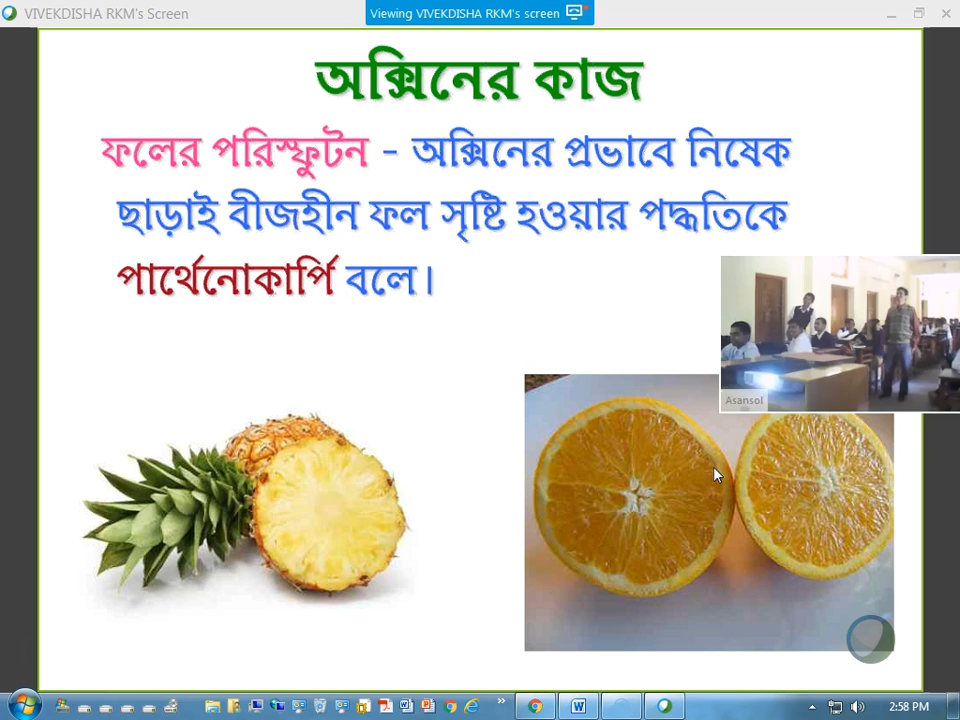 VIVEKDISHA RKM's Screen
Viewing VIVEKDISHA RKM's screen
অক্সিনের কাজ
ফলের পরিস্ফুটন - অক্সিনের প্রভাবে নিষেক
ছাড়াই বীজহীন ফল সৃষ্টি হওয়ার পদ্ধতিকে
পার্থেনোকার্পি বলে।
Asansol
2:58 PM